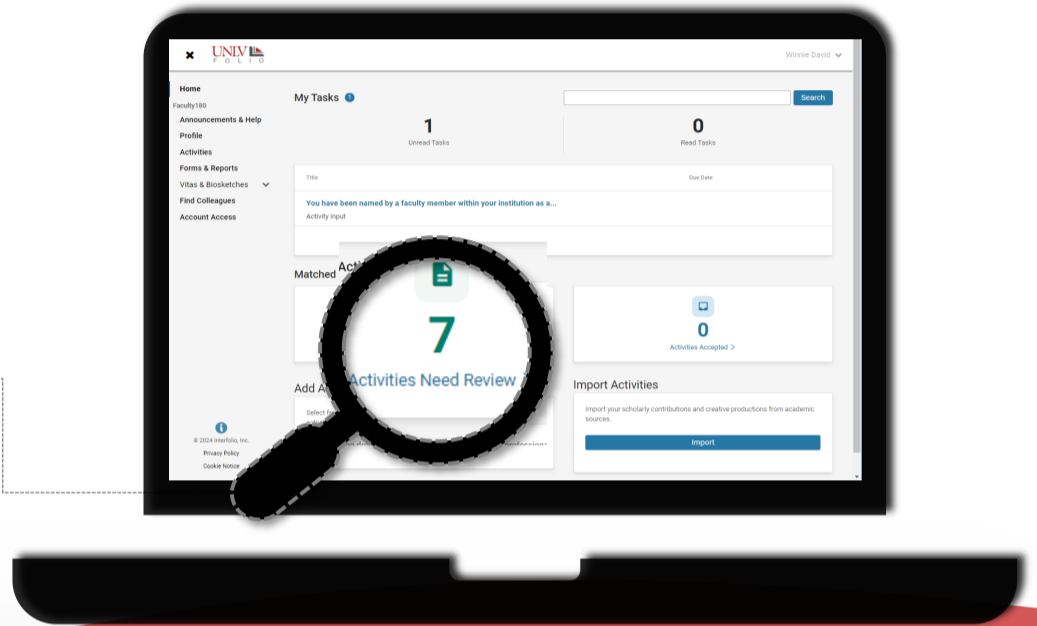 UNLV
FOLIO
Winnie David
Home
Faculty180
Announcements & Help
Profile
Activities
Forms & Reports
Vitas & Biosketches
Find Colleagues
Account Access
© 2024 Interfolio, Inc.
Privacy Policy
Cookie Notice
My Tasks
Search
1
Unread Tasks
0
Read Tasks
Title
Due Date
You have been named by a faculty member within your institution as a...
Activity Input
Matched
7
Activities Need Review
0
Activities Accepted >
Add A
Select
Import Activities
Import your scholarly contributions and creative productions from academic
sources.
Import